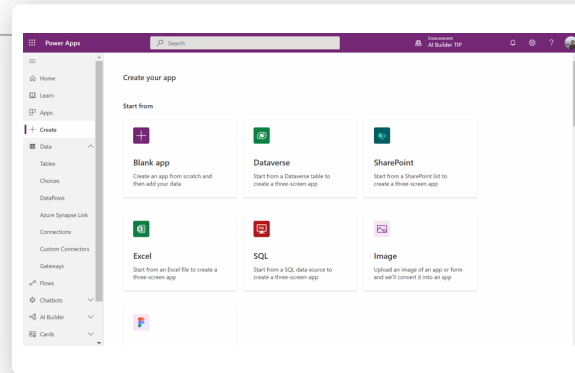 Power Apps
Search
Environment
AI Builder TIP
?
Home
Learn
Apps
Create
Data
Tables
Choices
Dataflows
Azure Synapse Link
Connections
Custom Connectors
Gateways
Flows
Chatbots
AI Builder
Cards
Create your app
Start from
Blank app
Create an app from scratch and
then add your data
Dataverse
Start from a Dataverse table to
create a three-screen app
SharePoint
Start from a SharePoint list to
create a three-screen app
Excel
Start from an Excel file to create a
three-screen app
SQL
Start from a SQL data source to
create a three-screen-app
Image
Upload an image of an app or form
and we'll convert it into an app